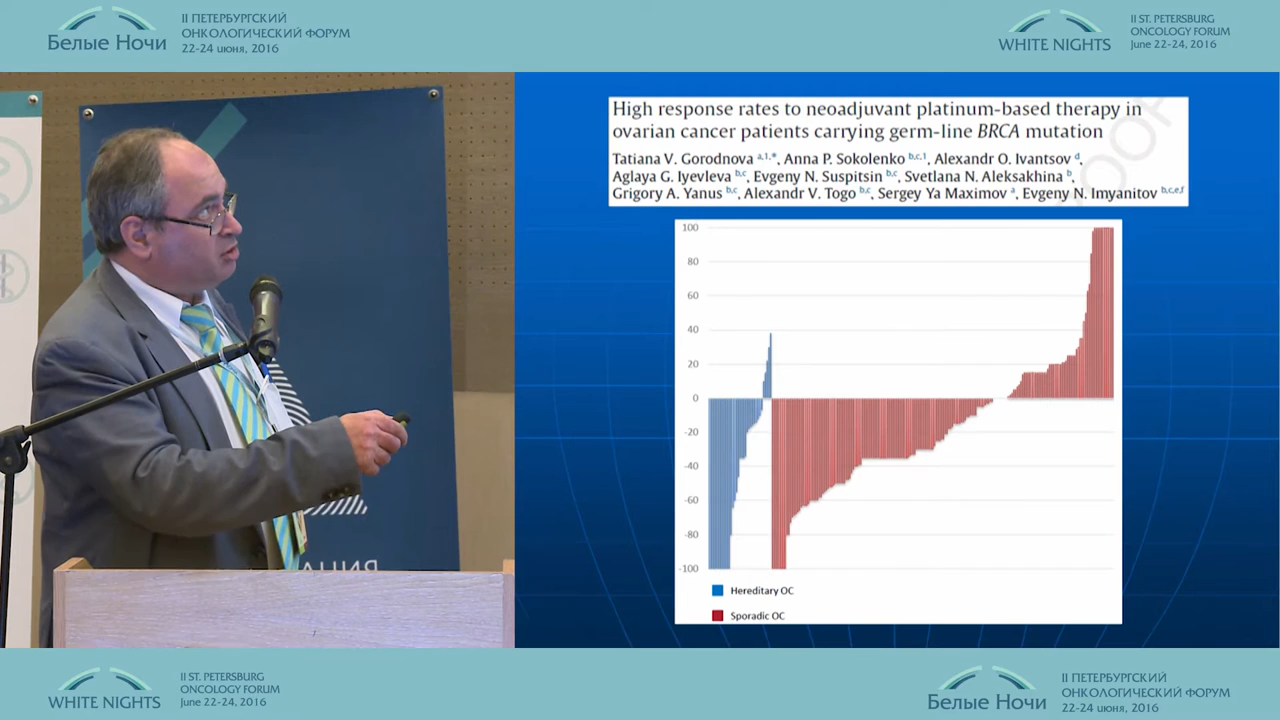 Белые Ночи
II ПЕТЕРБУРГСКИЙ
ОНКОЛОГИЧЕСКИЙ ФОРУМ
22-24 июня, 2016
WHITE NIGHTS
II ST. PETERSBURG
ONCOLOGY FORUM
June 22-24, 2016
High response rates to neoadjuvant platinum-based therapy in
ovarian cancer patients carrying germ-line BRCA mutation
Tatiana V. Gorodnova a,1,*, Anna P. Sokolenko b,c,1, Alexandr O. Ivantsov d,
Aglaya G. Iyevleva b,c, Evgeny N. Suspitsin b,c, Svetlana N. Aleksakhina b,
Grigory A. Yanus b,c, Alexandr V. Togo b,c, Sergey Ya Maximov a, Evgeny N. Imyanitov b,c,e,f
100
80
60
40
20
0
-20
-40
-60
-80
-100
Hereditary OC
Sporadic OC
WHITE NIGHTS
II ST. PETERSBURG
ONCOLOGY FORUM
June 22-24, 2016
Белые Ночи
II ПЕТЕРБУРГСКИЙ
ОНКОЛОГИЧЕСКИЙ ФОРУМ
22-24 июня, 2016